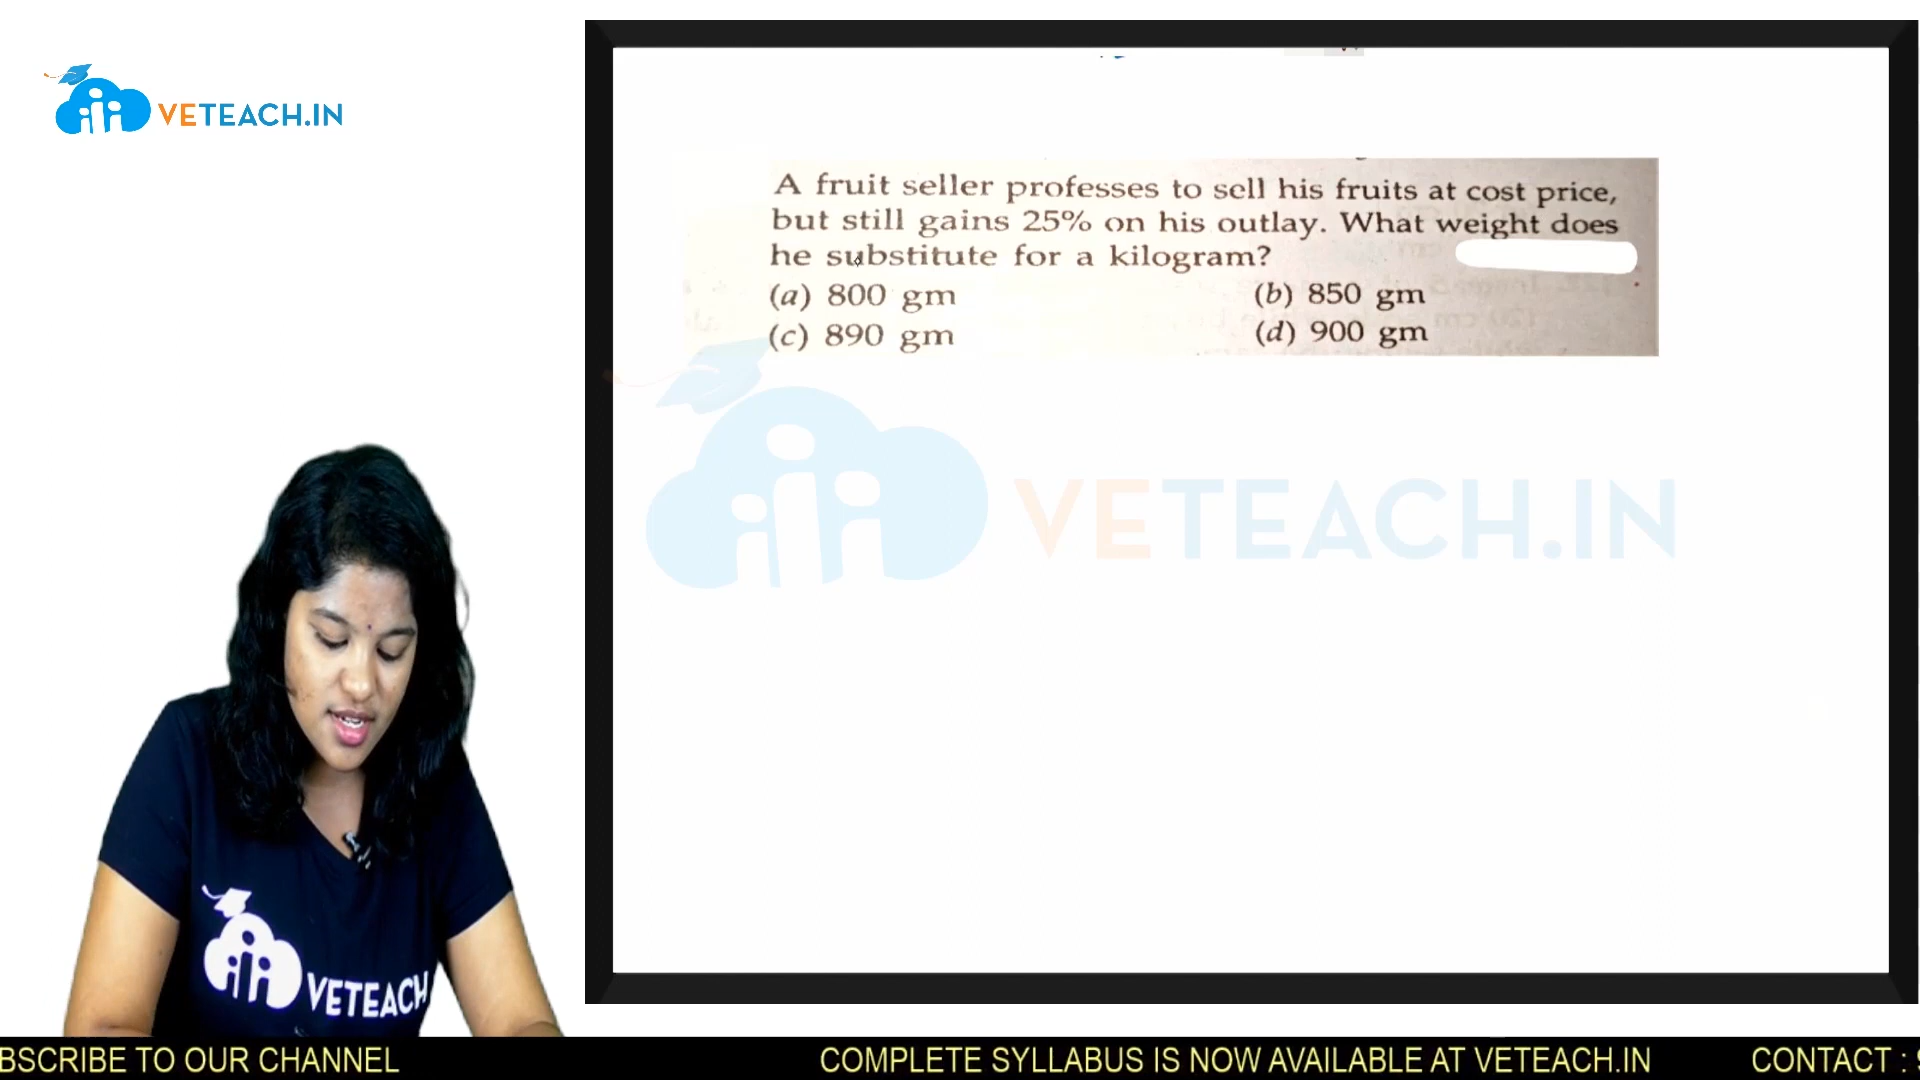 VETEACH.IN
A fruit seller professes to sell his fruits at cost price,
but still gains 25% on his outlay. What weight does
he substitute for a kilogram?
(a) 800 gm (b) 850 gm
(c) 890 gm (d) 900 gm
VETEACH.IN
VETEACH
BSCRIBE TO OUR CHANNEL COMPLETE SYLLABUS IS NOW AVAILABLE AT VETEACH.IN CONTACT :